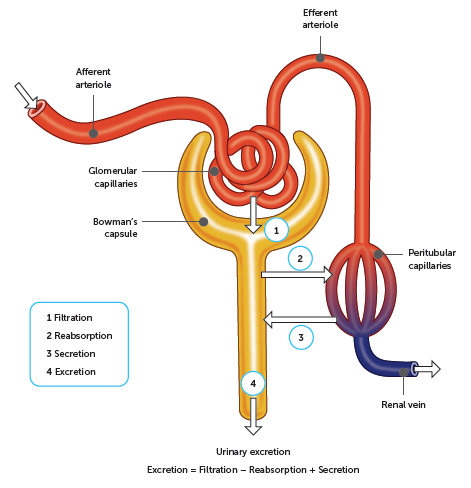 Efferent
arteriole
Afferent
arteriole
Glomerular
capillaries
Bowman's
capsule
1
2
Peritubular
capillaries
1 Filtration
2 Reabsorption
3 Secretion
4 Excretion
3
4
Renal vein
Urinary excretion
Excretion = Filtration – Reabsorption + Secretion